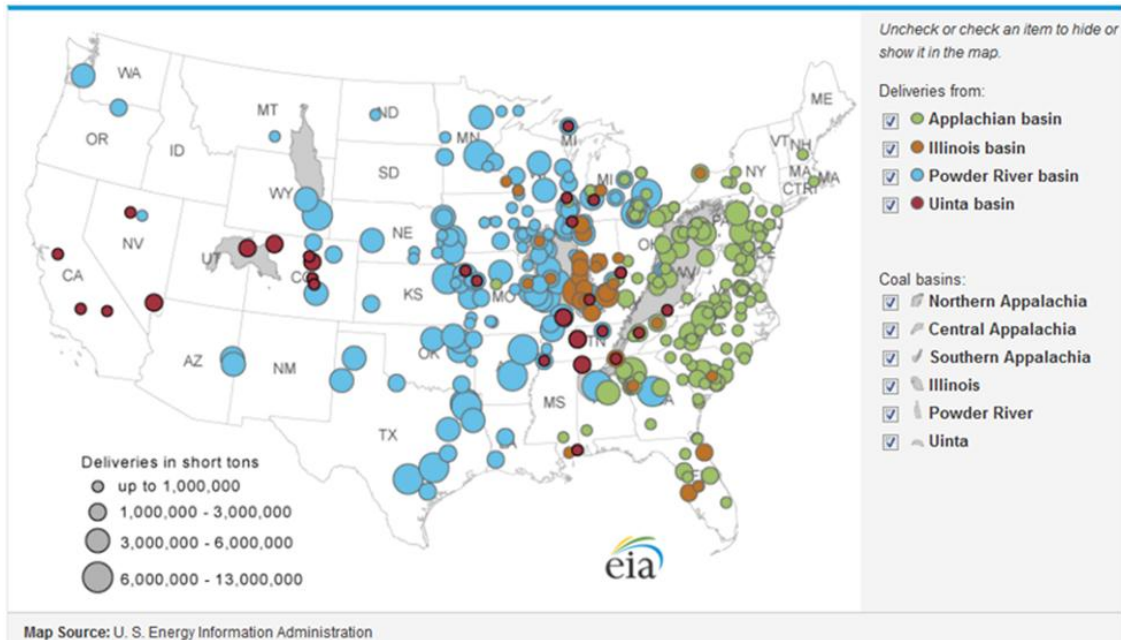 Uncheck or check an item to hide or
show it in the map.
Deliveries from:
Applachian basin
Illinois basin
Powder River basin
Uinta basin
Coal basins:
Northern Appalachia
Central Appalachia
Southern Appalachia
Illinois
Powder River
Uinta
WA
MT
ND
MN
MI
ME
OR
ID
SD
MI
VT
NH
NY
MA
MA
CT
RI
WY
NE
NV
UT
CO
CA
KS
MO
WV
OK
TN
AZ
NM
MS
TX
Deliveries in short tons
up to 1,000,000
1,000,000 - 3,000,000
3,000,000 - 6,000,000
6,000,000 - 13,000,000
eia
Map Source: U. S. Energy Information Administration